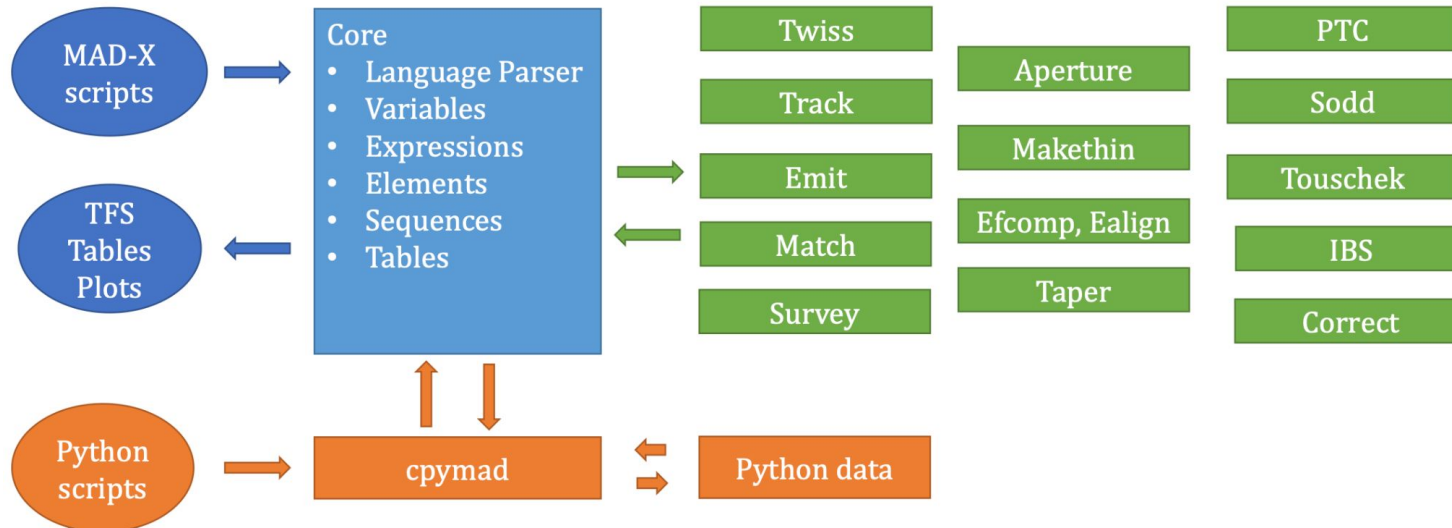 MAD-X
scripts
TFS
Tables
Plots
Core
• Language Parser
• Variables
• Expressions
• Elements
• Sequences
• Tables
Twiss
Track
Emit
Match
Survey
Aperture
Makethin
Efcomp, Ealign
Taper
PTC
Sodd
Touschek
IBS
Correct
Python
scripts
cpymad
Python data